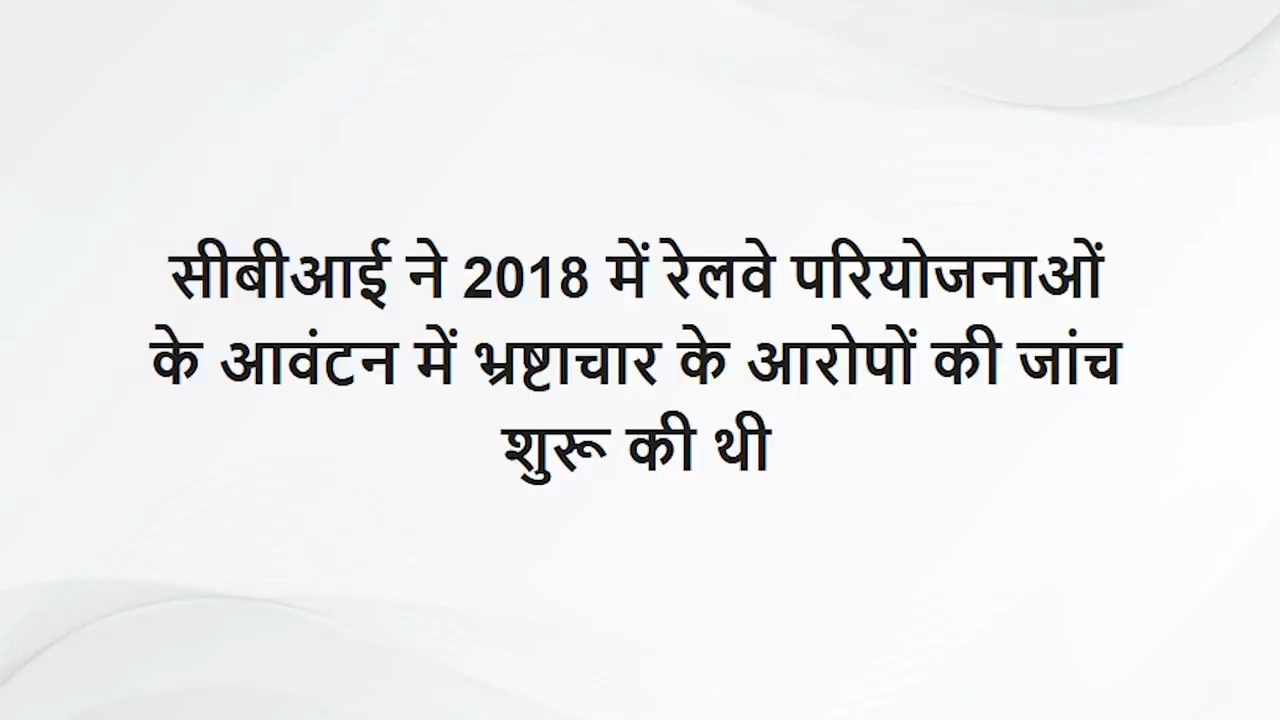 सीबीआई ने 2018 में रेलवे परियोजनाओं
के आवंटन में भ्रष्टाचार के आरोपों की जांच
शुरू की थी